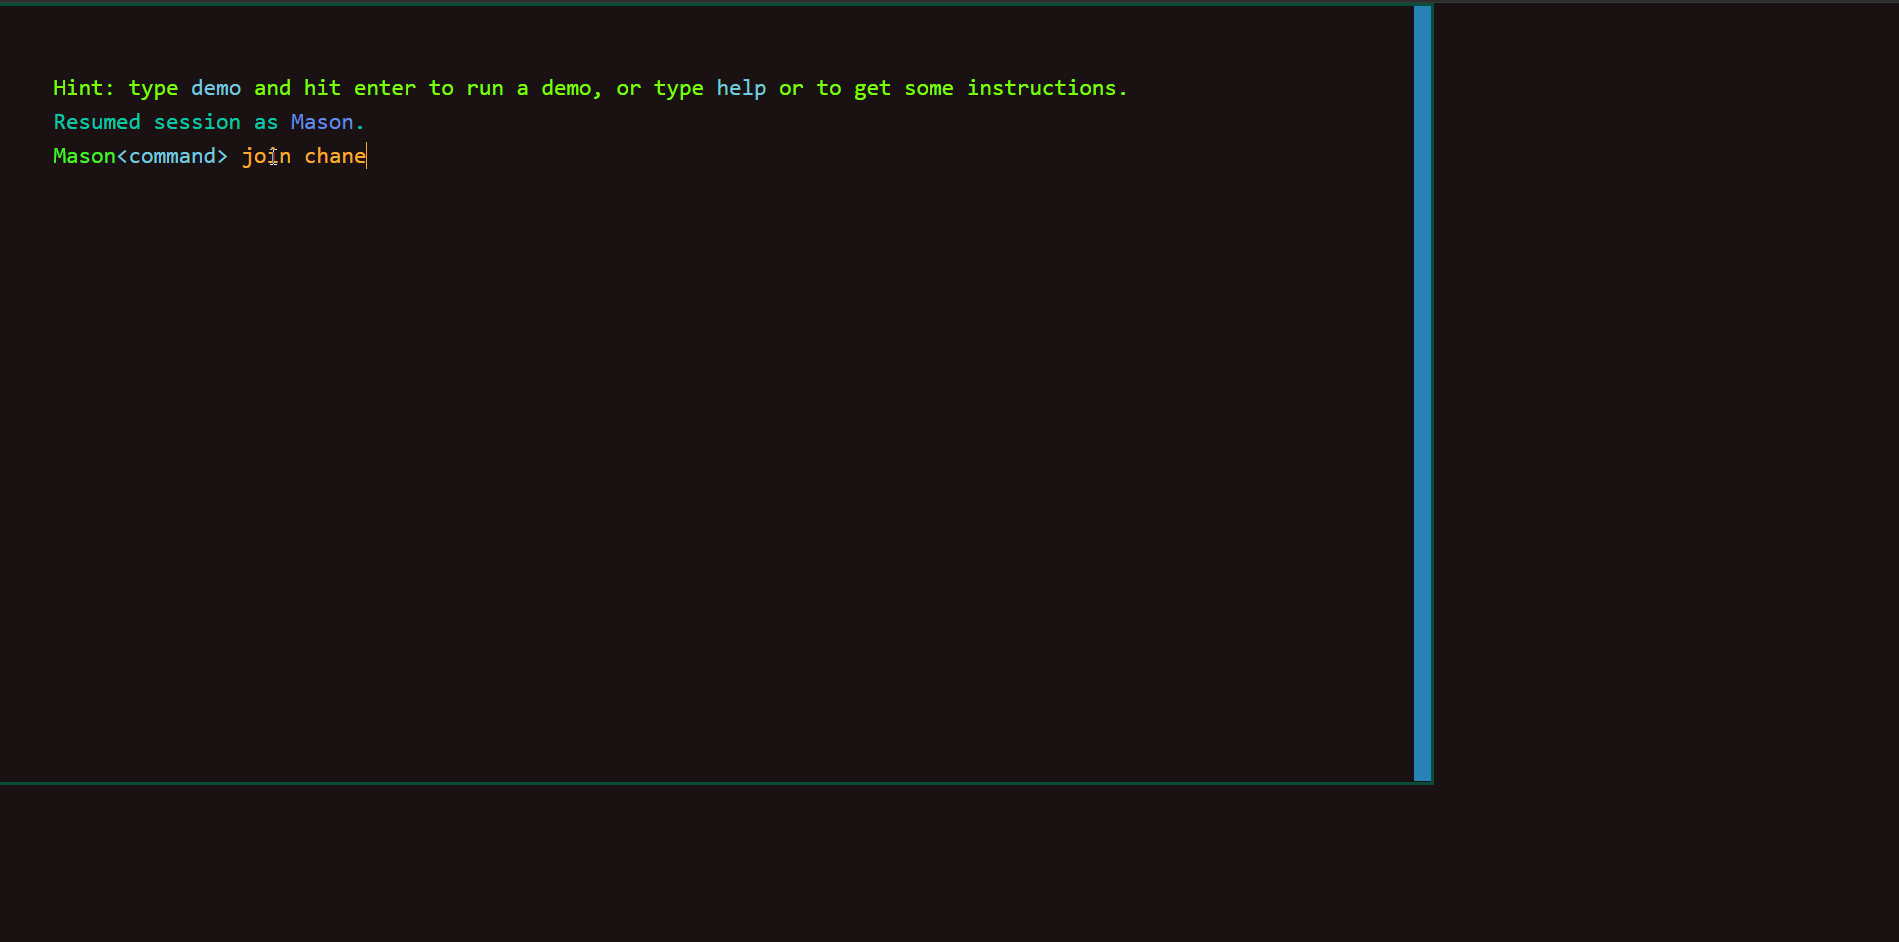 Hint: type demo and hit enter to run a demo, or type help or to get some instructions.
Resumed session as Mason.
Mason<command> join chane